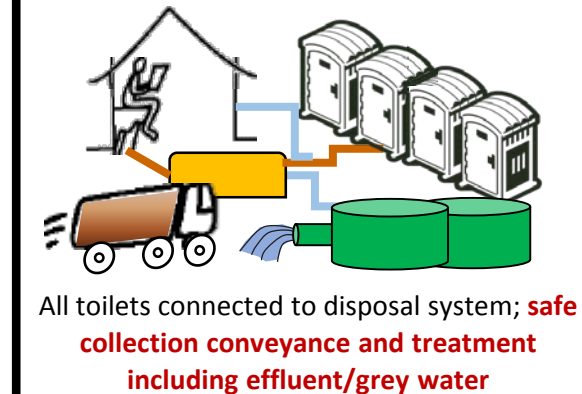 All toilets connected to disposal system; safe
collection conveyance and treatment
including effluent/grey water